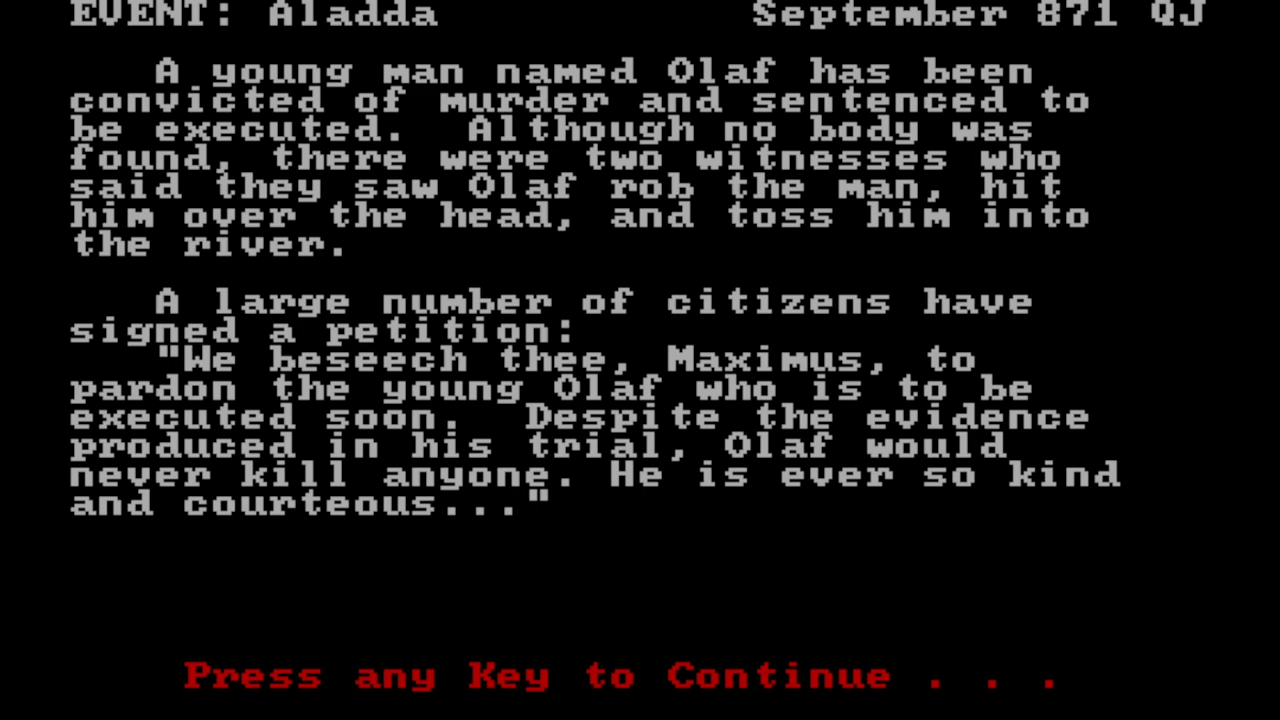 EVENT: Aladda September 871 QJ
A young man named Olaf has been
convicted of murder and sentenced to
be executed. Although no body was
found, there were two witnesses who
said they saw Olaf rob the man, hit
him over the head, and toss him into
the river.
A large number of citizens have
signed a petition:
"We beseech thee, Maximus, to
pardon the young Olaf who is to be
executed soon. Despite the evidence
produced in his trial, Olaf would
never kill anyone. He is ever so kind
and courteous..."
Press any Key to Continue . . .